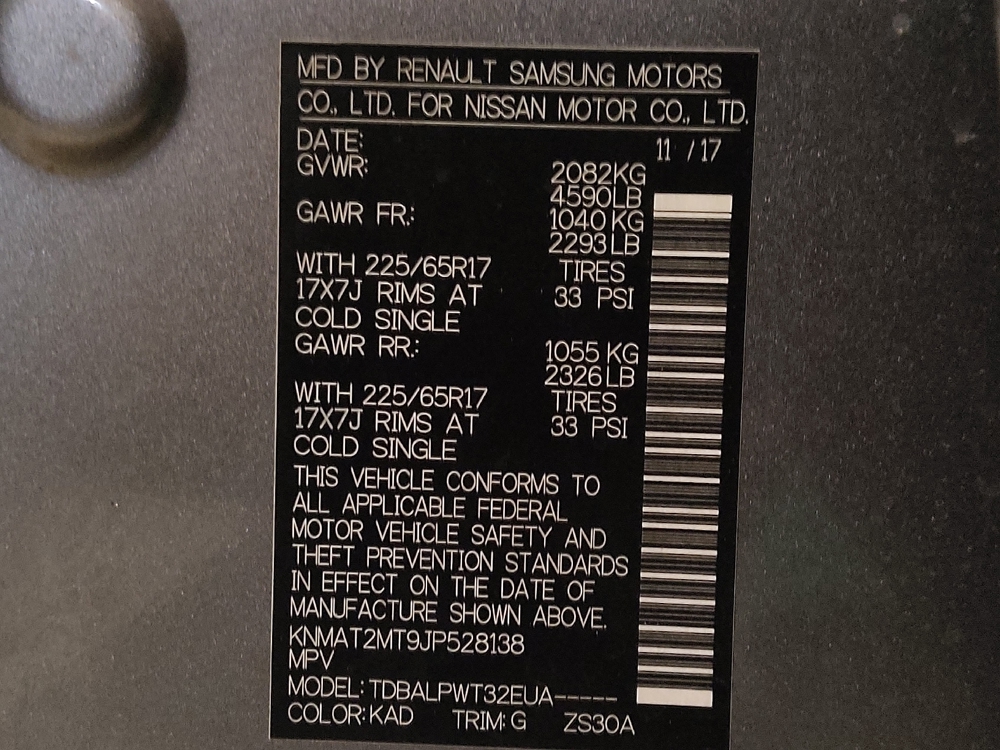 MFD BY RENAULT SAMSUNG MOTORS
CO., LTD. FOR NISSAN MOTOR CO., LTD.
DATE: 11 / 17
GVWR: 2082KG
4590LB
GAWR FR.: 1040 KG
2293 LB
WITH 225/65R17 TIRES
17X7J RIMS AT 33 PSI
COLD SINGLE
GAWR RR.: 1055 KG
2326 LB
WITH 225/65R17 TIRES
17X7J RIMS AT 33 PSI
COLD SINGLE
THIS VEHICLE CONFORMS TO
ALL APPLICABLE FEDERAL
MOTOR VEHICLE SAFETY AND
THEFT PREVENTION STANDARDS
IN EFFECT ON THE DATE OF
MANUFACTURE SHOWN ABOVE.
KNMAT2MT9JP528138
MPV
MODEL: TDBALPWT32EUA-----
COLOR: KAD TRIM: G ZS30A